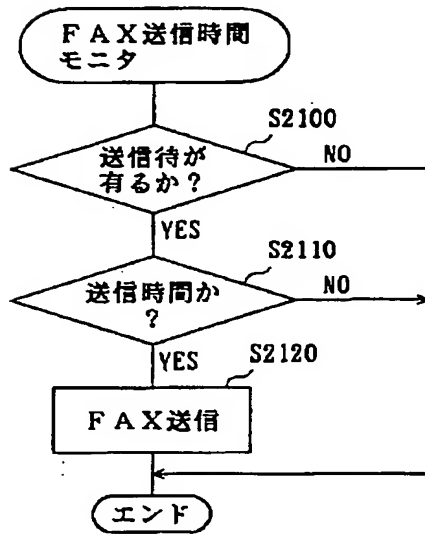 FAX送信時間
モニタ
S2100
送信待が
有るか？
NO
YES
S2110
送信時間か
？
NO
YES
S2120
FAX送信
エンド